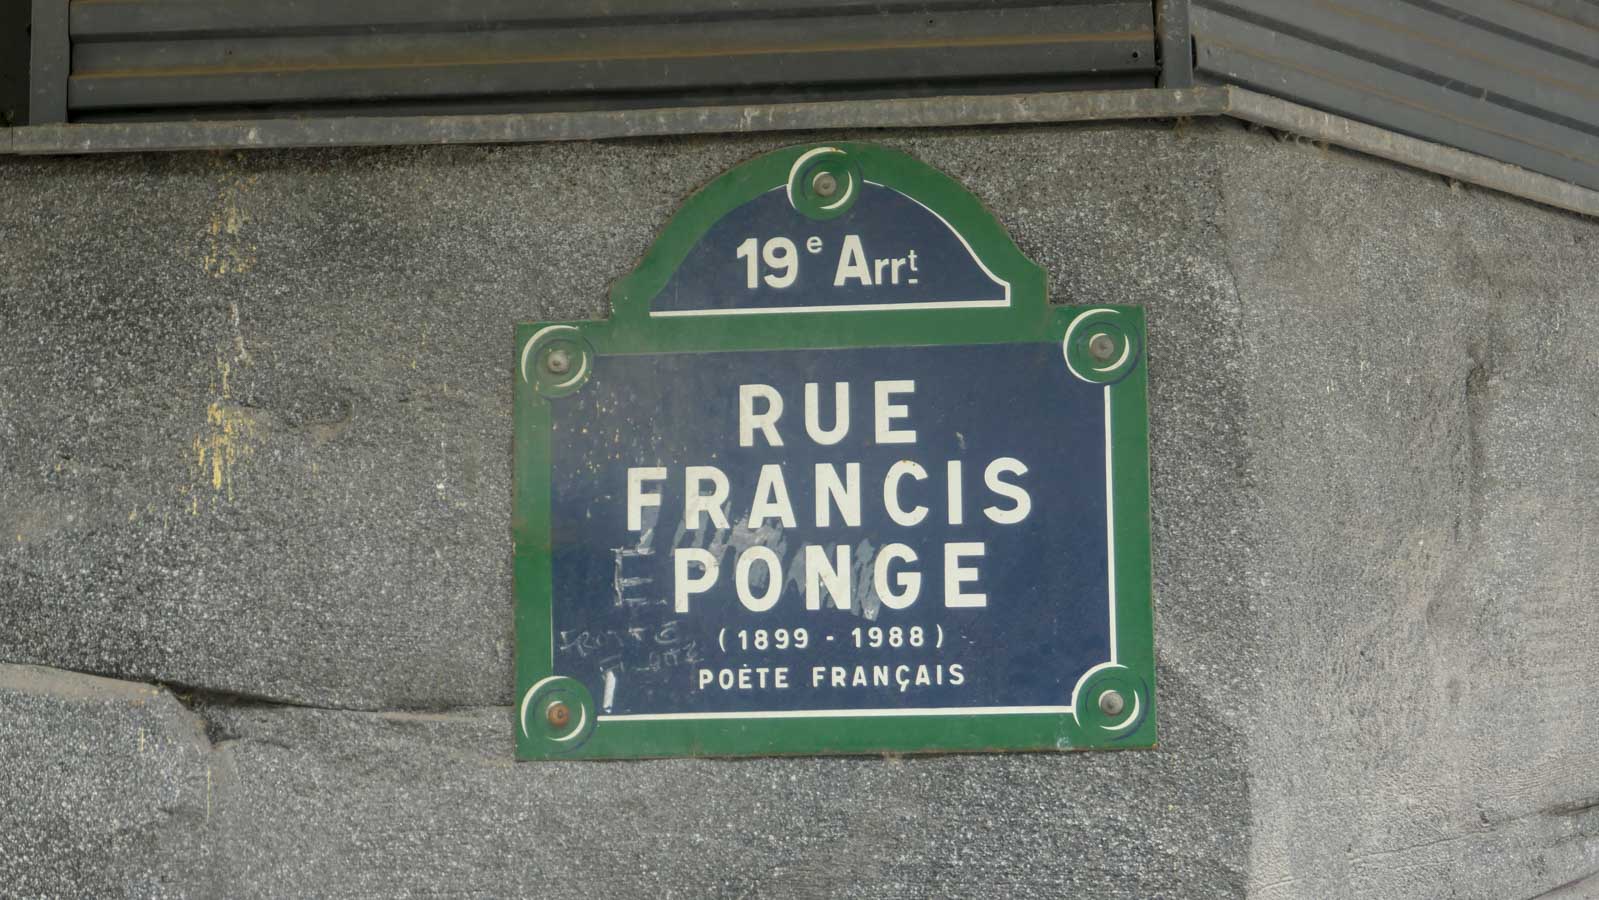 19e Arrt
RUE
FRANCIS
PONGE
(1899 - 1988)
POÈTE FRANÇAIS